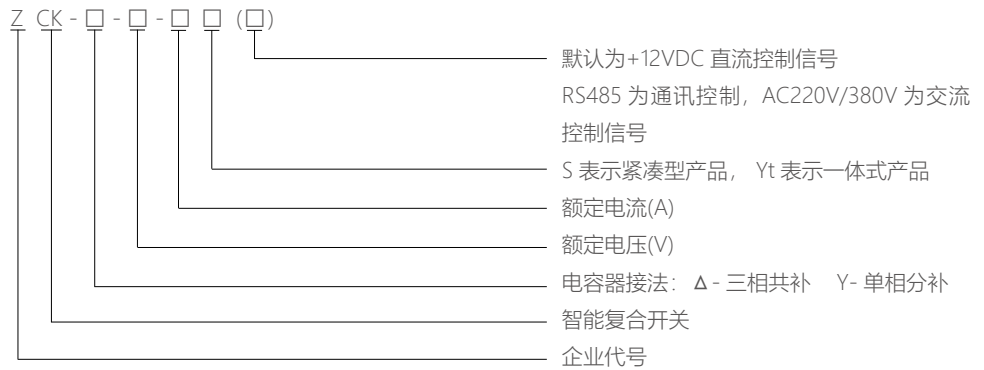 Z CK - □ - □ - □ □ (□)
默认为+12VDC 直流控制信号
RS485 为通讯控制，AC220V/380V 为交流
控制信号
S 表示紧凑型产品， Yt 表示一体式产品
额定电流(A)
额定电压(V)
电容器接法： Δ - 三相共补 Y- 单相分补
智能复合开关
企业代号